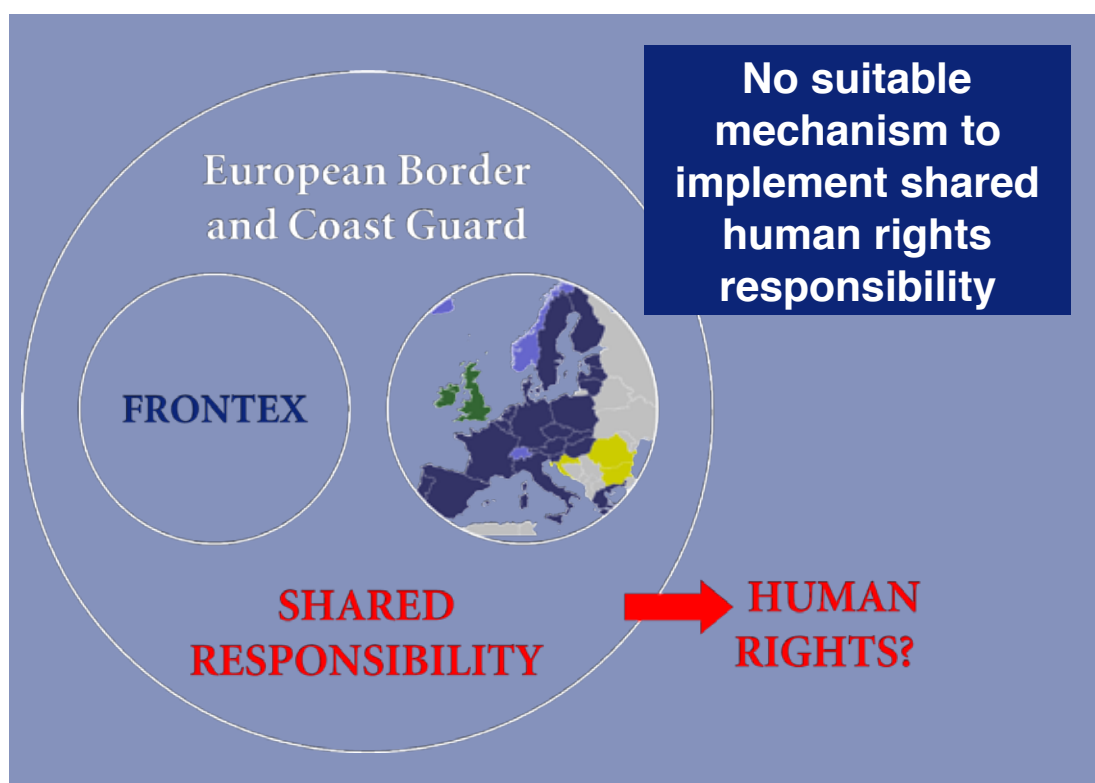 No suitable
mechanism to
implement shared
human rights
responsibility
European Border
and Coast Guard
FRONTEX
SHARED
RESPONSIBILITY
HUMAN
RIGHTS?